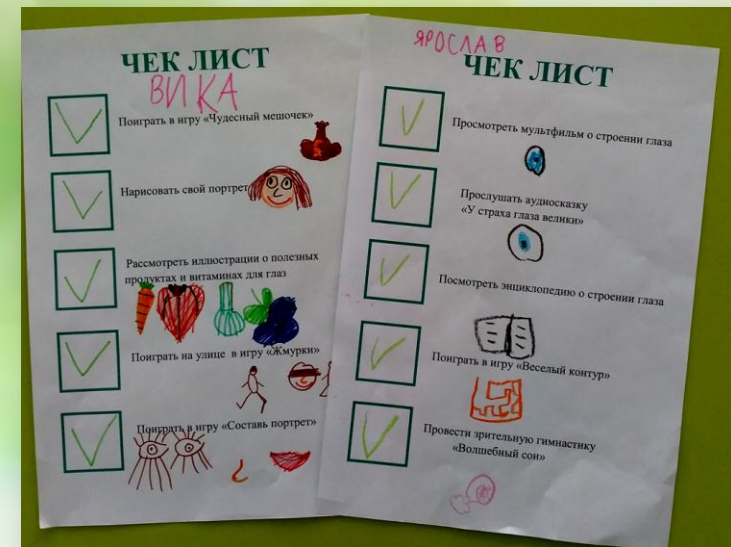 ЧЕК ЛИСТ
ВИКА
Поиграть в игру «Чудесный мешочек»
Нарисовать свой портрет
Рассмотреть иллюстрации о полезных
продуктах и витаминах для глаз
Поиграть на улице в игру «Жмурки»
Поиграть в игру «Составь портрет»
ЯРОСЛАВ
ЧЕК ЛИСТ
Просмотреть мультфильм о строении глаза
Прослушать аудиосказку
«У страха глаза велики»
Посмотреть энциклопедию о строении глаза
Поиграть в игру «Веселый контур»
Провести зрительную гимнастику
«Волшебный сон»